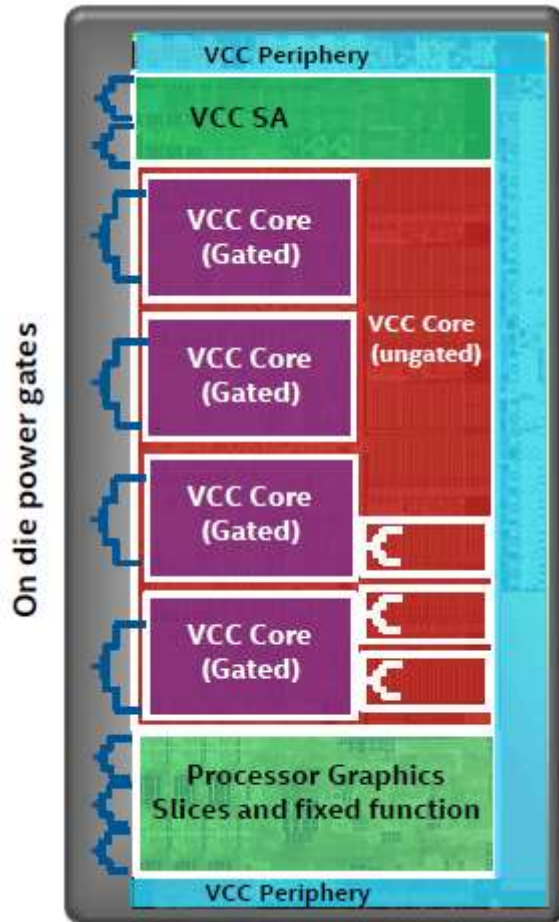 VCC Periphery
VCC SA
VCC Core
(Gated)
VCC Core
(ungated)
VCC Core
(Gated)
VCC Core
(Gated)
VCC Core
(Gated)
Processor Graphics
Slices and fixed function
VCC Periphery
On die power gates